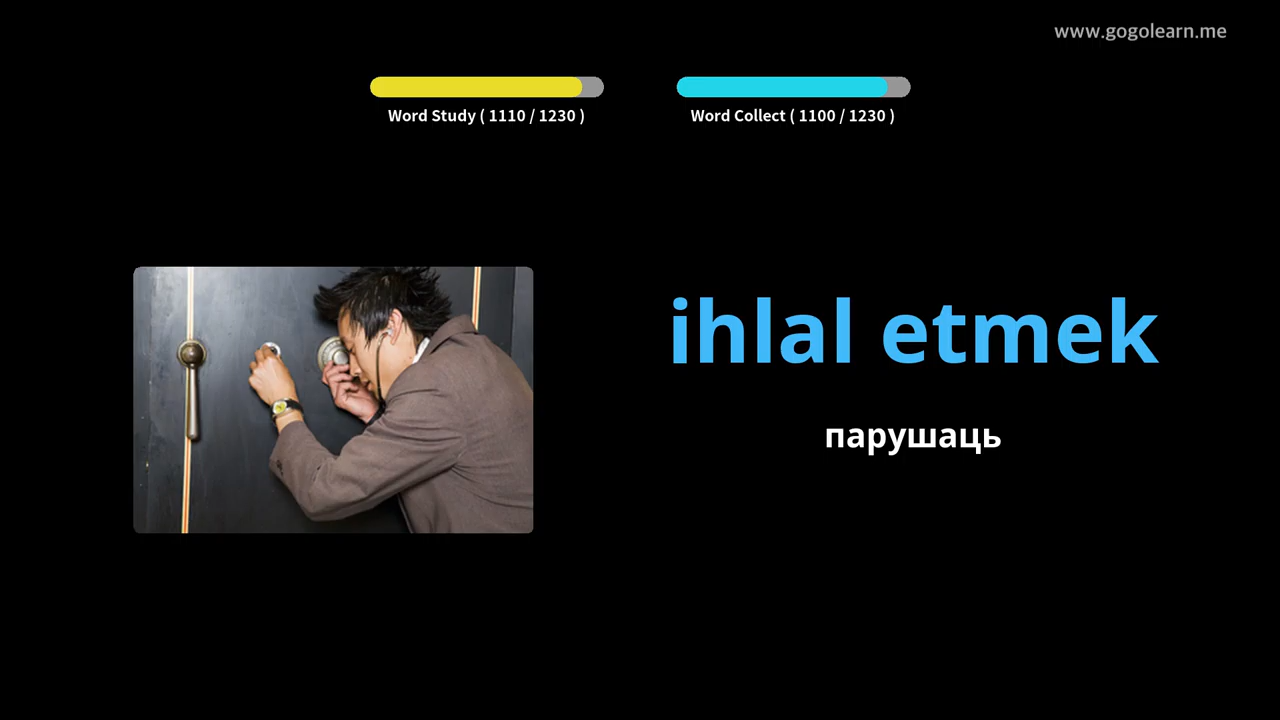 www.gogolearn.me
Word Study ( 1110 / 1230 )
Word Collect ( 1100 / 1230 )
ihlal etmek
парушаць